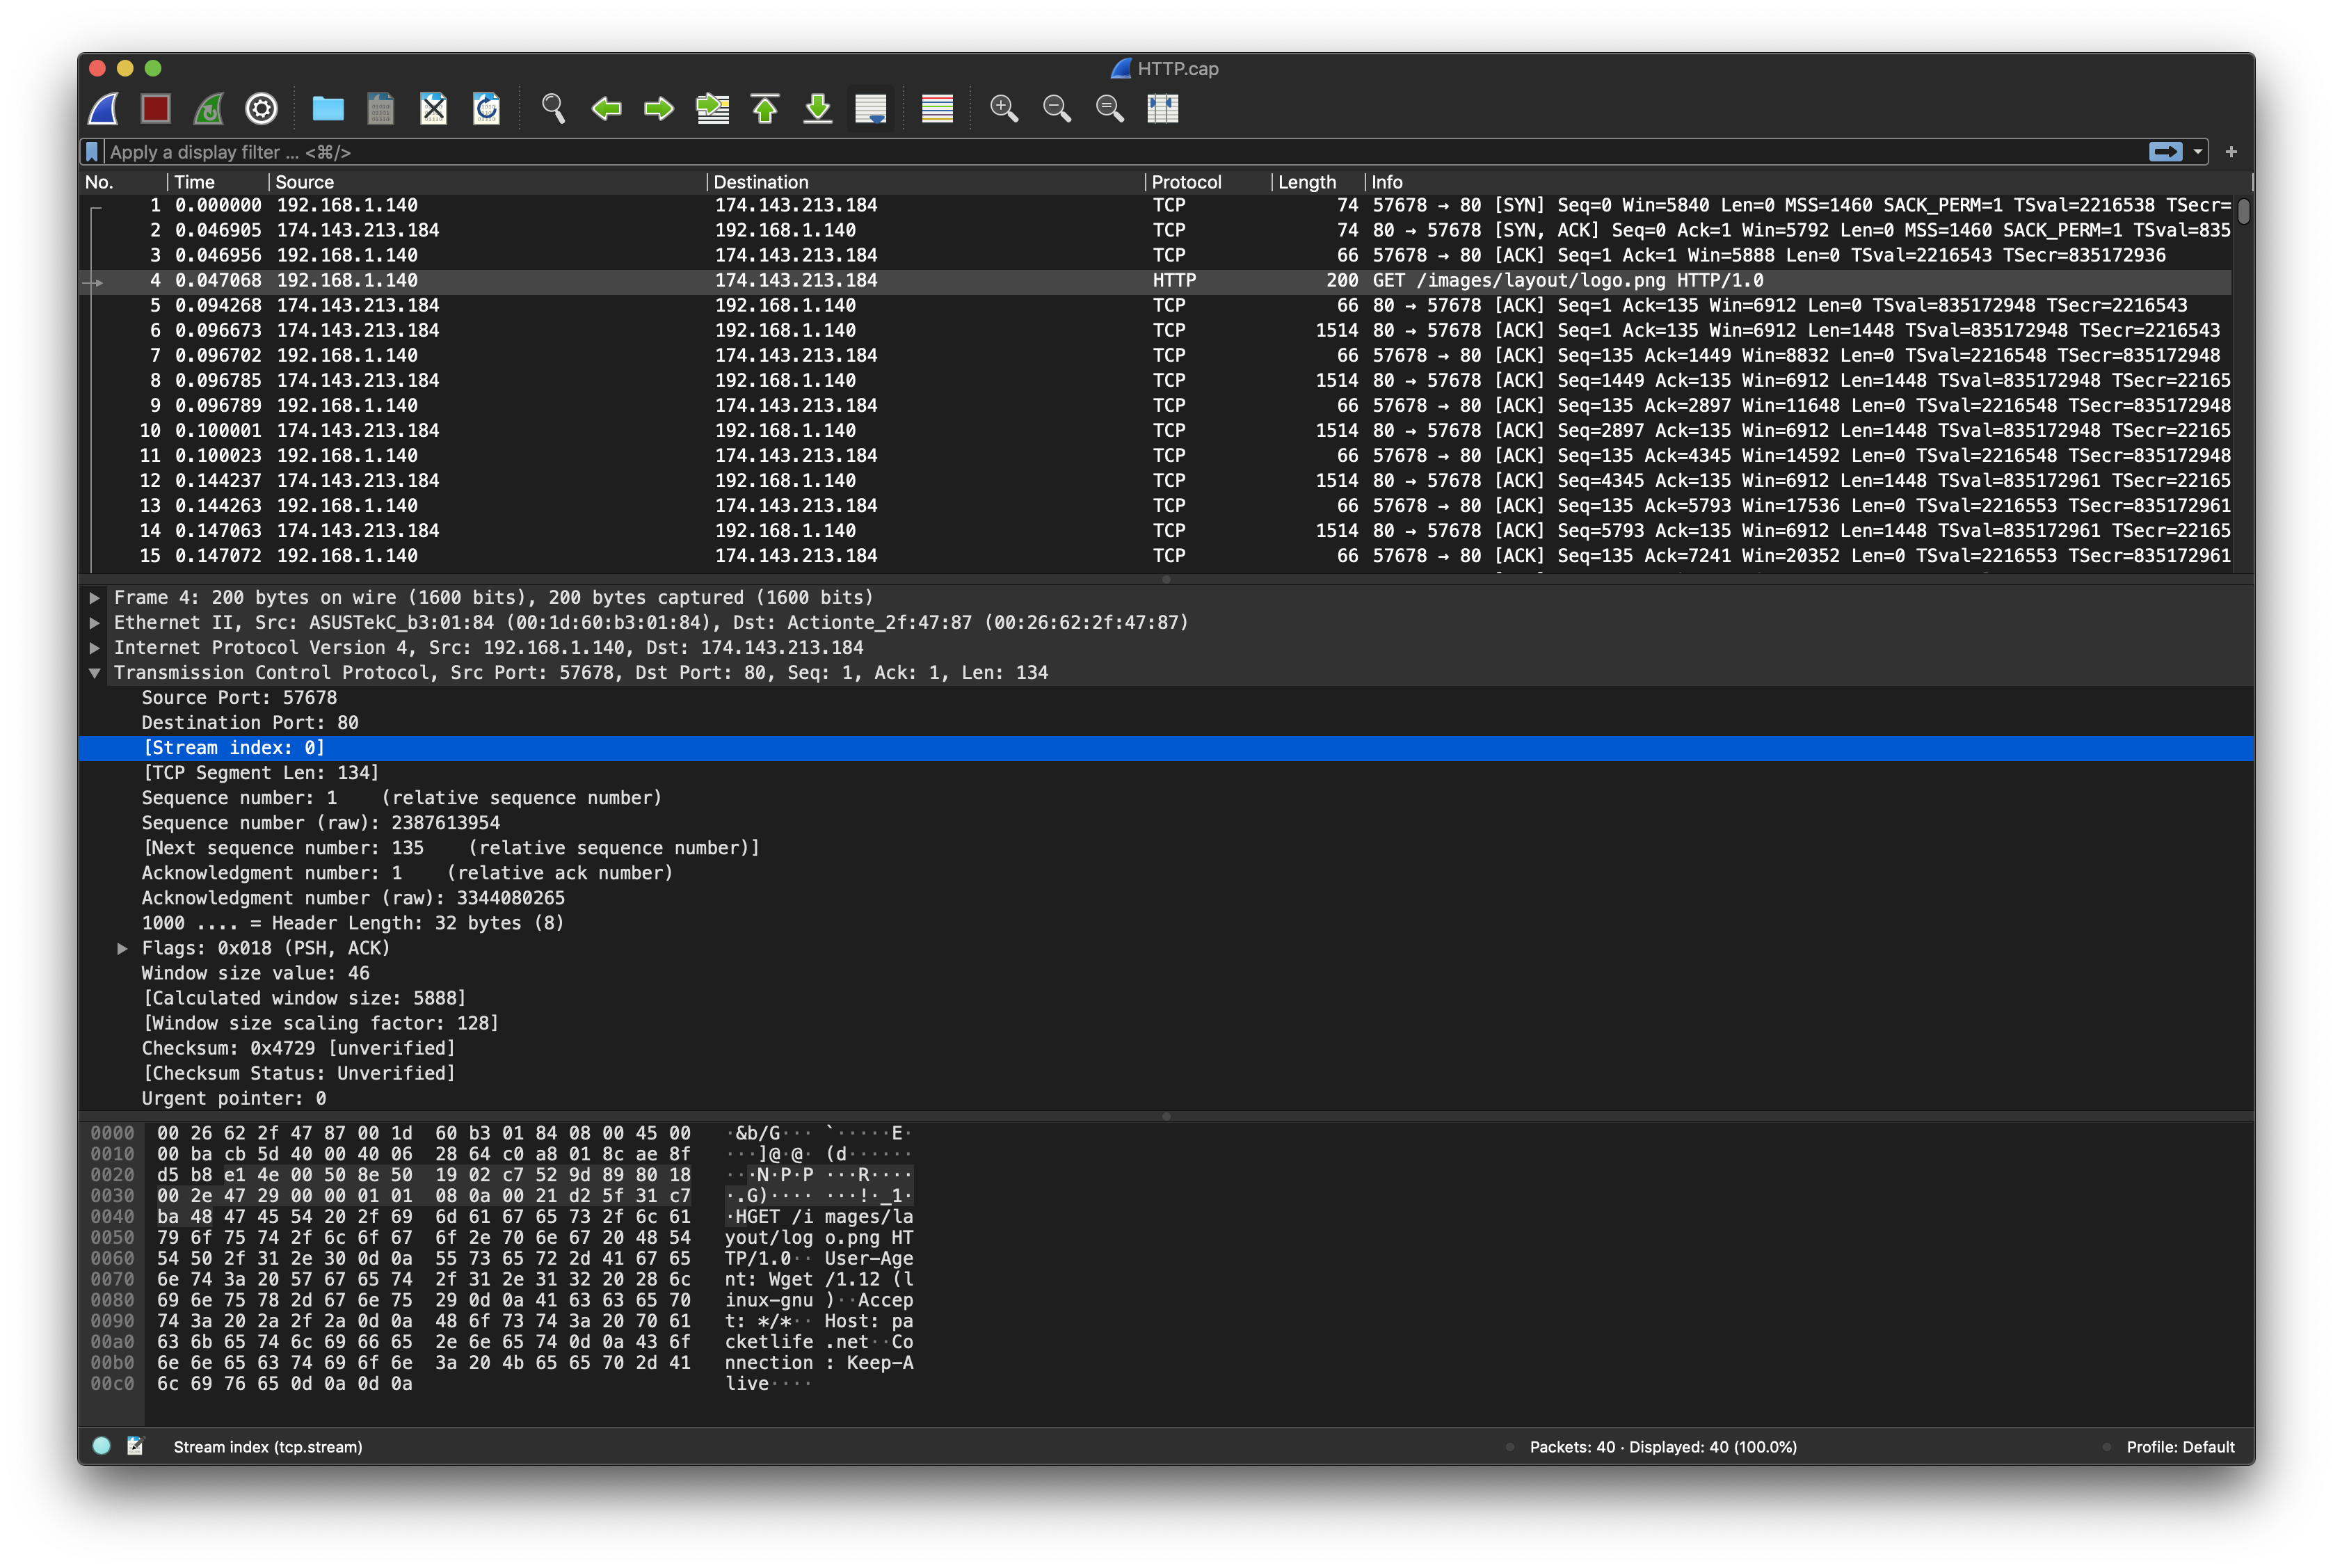 HTTP.cap
Apply a display filter ... <⌘/>
No. Time Source Destination Protocol Length Info
1 0.000000 192.168.1.140 174.143.213.184 TCP 74 57678 → 80 [SYN] Seq=0 Win=5840 Len=0 MSS=1460 SACK_PERM=1 TSval=2216538 TSecr=
2 0.046905 174.143.213.184 192.168.1.140 TCP 74 80 → 57678 [SYN, ACK] Seq=0 Ack=1 Win=5792 Len=0 MSS=1460 SACK_PERM=1 TSval=835
3 0.046956 192.168.1.140 174.143.213.184 TCP 66 57678 → 80 [ACK] Seq=1 Ack=1 Win=5888 Len=0 TSval=2216543 TSecr=835172936
4 0.047068 192.168.1.140 174.143.213.184 HTTP 200 GET /images/layout/logo.png HTTP/1.0
5 0.094268 174.143.213.184 192.168.1.140 TCP 66 80 → 57678 [ACK] Seq=1 Ack=135 Win=6912 Len=0 TSval=835172948 TSecr=2216543
6 0.096673 174.143.213.184 192.168.1.140 TCP 1514 80 → 57678 [ACK] Seq=1 Ack=135 Win=6912 Len=1448 TSval=835172948 TSecr=2216543
7 0.096702 192.168.1.140 174.143.213.184 TCP 66 57678 → 80 [ACK] Seq=135 Ack=1449 Win=8832 Len=0 TSval=2216548 TSecr=835172948
8 0.096785 174.143.213.184 192.168.1.140 TCP 1514 80 → 57678 [ACK] Seq=1449 Ack=135 Win=6912 Len=1448 TSval=835172948 TSecr=22165
9 0.096789 192.168.1.140 174.143.213.184 TCP 66 57678 → 80 [ACK] Seq=135 Ack=2897 Win=11648 Len=0 TSval=2216548 TSecr=835172948
10 0.100001 174.143.213.184 192.168.1.140 TCP 1514 80 → 57678 [ACK] Seq=2897 Ack=135 Win=6912 Len=1448 TSval=835172948 TSecr=22165
11 0.100023 192.168.1.140 174.143.213.184 TCP 66 57678 → 80 [ACK] Seq=135 Ack=4345 Win=14592 Len=0 TSval=2216548 TSecr=835172948
12 0.144237 174.143.213.184 192.168.1.140 TCP 1514 80 → 57678 [ACK] Seq=4345 Ack=135 Win=6912 Len=1448 TSval=835172961 TSecr=22165
13 0.144263 192.168.1.140 174.143.213.184 TCP 66 57678 → 80 [ACK] Seq=135 Ack=5793 Win=17536 Len=0 TSval=2216553 TSecr=835172961
14 0.147063 174.143.213.184 192.168.1.140 TCP 1514 80 → 57678 [ACK] Seq=5793 Ack=135 Win=6912 Len=1448 TSval=835172961 TSecr=22165
15 0.147072 192.168.1.140 174.143.213.184 TCP 66 57678 → 80 [ACK] Seq=135 Ack=7241 Win=20352 Len=0 TSval=2216553 TSecr=835172961
Frame 4: 200 bytes on wire (1600 bits), 200 bytes captured (1600 bits)
Ethernet II, Src: ASUSTekC_b3:01:84 (00:1d:60:b3:01:84), Dst: Actionte_2f:47:87 (00:26:62:2f:47:87)
Internet Protocol Version 4, Src: 192.168.1.140, Dst: 174.143.213.184
Transmission Control Protocol, Src Port: 57678, Dst Port: 80, Seq: 1, Ack: 1, Len: 134
Source Port: 57678
Destination Port: 80
[Stream index: 0]
[TCP Segment Len: 134]
Sequence number: 1 (relative sequence number)
Sequence number (raw): 2387613954
[Next sequence number: 135 (relative sequence number)]
Acknowledgment number: 1 (relative ack number)
Acknowledgment number (raw): 3344080265
1000 .... = Header Length: 32 bytes (8)
Flags: 0x018 (PSH, ACK)
Window size value: 46
[Calculated window size: 5888]
[Window size scaling factor: 128]
Checksum: 0x4729 [unverified]
[Checksum Status: Unverified]
Urgent pointer: 0
0000 00 26 62 2f 47 87 00 1d 60 b3 01 84 08 00 45 00 ·&b/G··· `·····E·
0010 00 ba cb 5d 40 00 40 06 28 64 c0 a8 01 8c ae 8f ···]@·@· (d······
0020 d5 b8 e1 4e 00 50 8e 50 19 02 c7 52 9d 89 80 18 ···N·P·P ···R····
0030 00 2e 47 29 00 00 01 01 08 0a 00 21 d2 5f 31 c7 ·.G)···· ···!·_1·
0040 ba 48 47 45 54 20 2f 69 6d 61 67 65 73 2f 6c 61 ·HGET /i mages/la
0050 79 6f 75 74 2f 6c 6f 67 6f 2e 70 6e 67 20 48 54 yout/log o.png HT
0060 54 50 2f 31 2e 30 0d 0a 55 73 65 72 2d 41 67 65 TP/1.0·· User-Age
0070 6e 74 3a 20 57 67 65 74 2f 31 2e 31 32 20 28 6c nt: Wget /1.12 (l
0080 69 6e 75 78 2d 67 6e 75 29 0d 0a 41 63 63 65 70 inux-gnu )··Accep
0090 74 3a 20 2a 2f 2a 0d 0a 48 6f 73 74 3a 20 70 61 t: */*·· Host: pa
00a0 63 6b 65 74 6c 69 66 65 2e 6e 65 74 0d 0a 43 6f cketlife .net··Co
00b0 6e 6e 65 63 74 69 6f 6e 3a 20 4b 65 65 70 2d 41 nnection : Keep-A
00c0 6c 69 76 65 0d 0a 0d 0a live····
Stream index (tcp.stream) Packets: 40 · Displayed: 40 (100.0%) Profile: Default